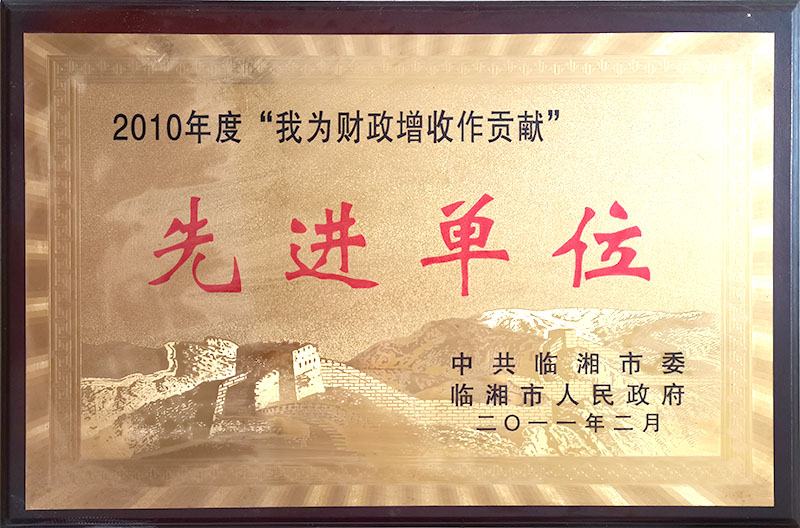 2010年度“我为财政增收作贡献”
先进单位
中共临湘市委
临湘市人民政府
二〇一一年二月